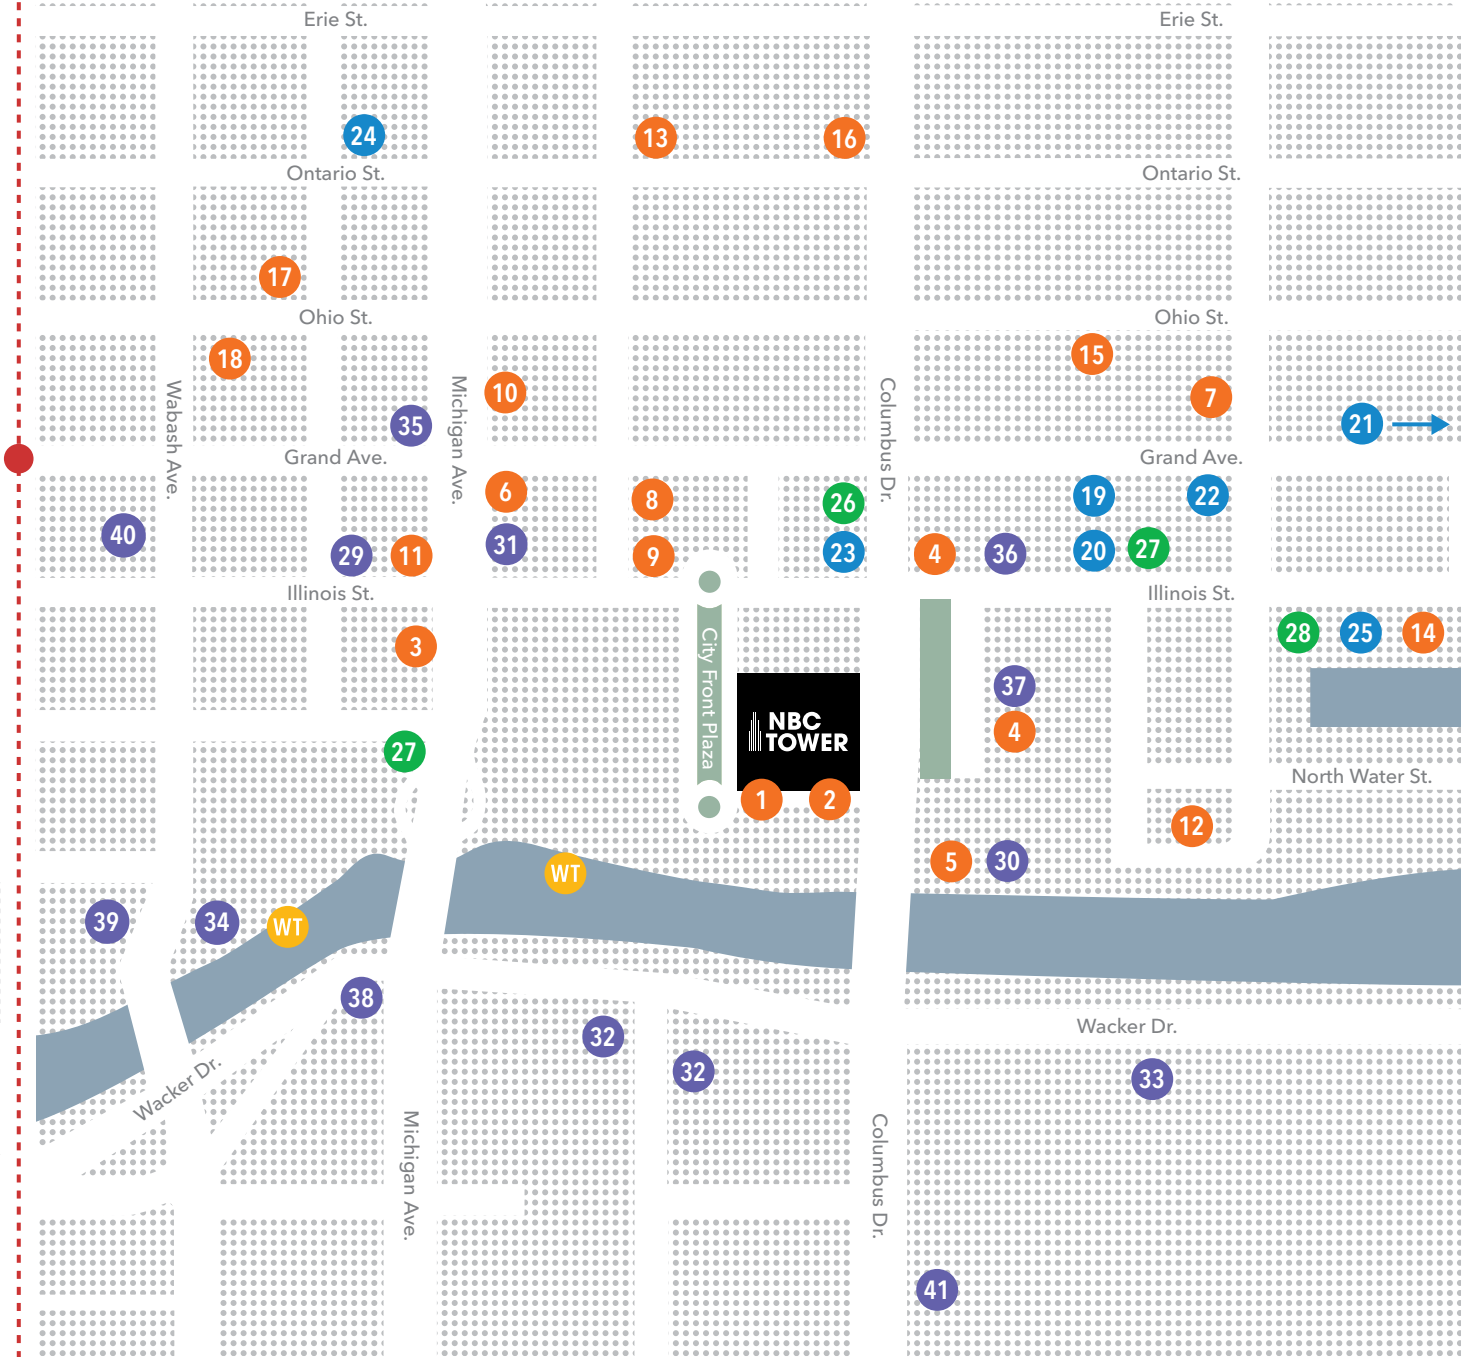 Erie St.
Erie St.
24
13
16
Ontario St.
Ontario St.
17
Ohio St.
Ohio St.
18
15
10
7
Wabash Ave.
Michigan Ave.
Columbus Dr.
35
21
Grand Ave.
Grand Ave.
6
8
26
19
22
40
29
11
31
9
23
4
36
20
27
Illinois St.
Illinois St.
3
28
25
14
City Front Plaza
37
NBC
TOWER
4
27
North Water St.
1
2
12
5
30
WT
39
34
WT
38
32
Wacker Dr.
32
33
Wacker Dr.
Michigan Ave.
Columbus Dr.
41